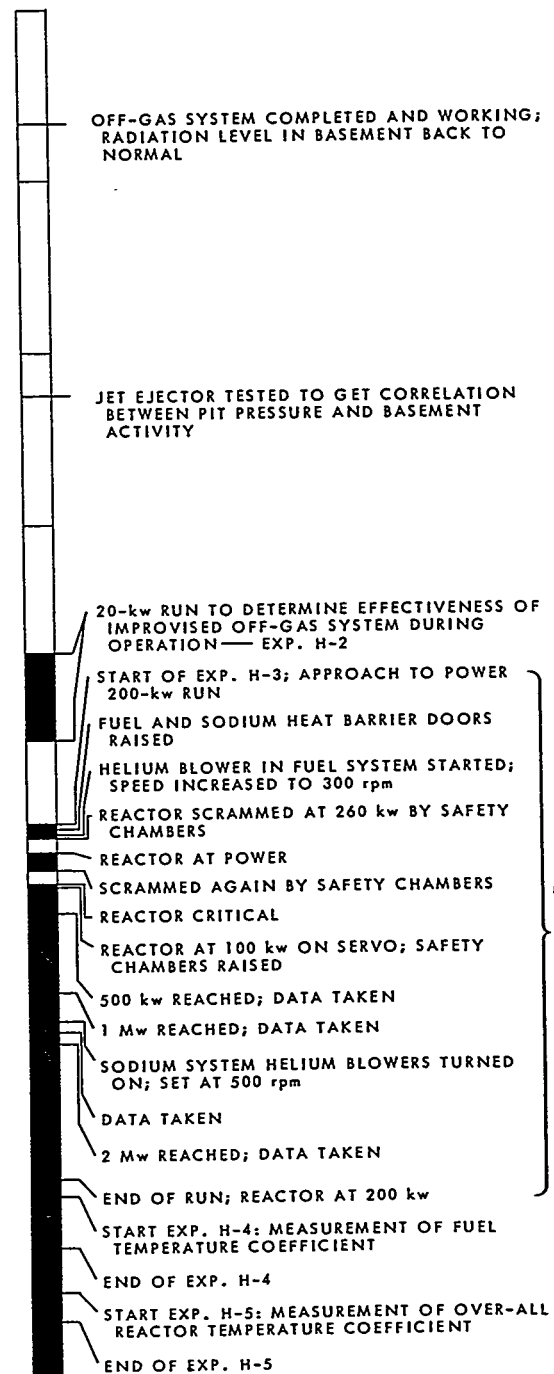 OFF-GAS SYSTEM COMPLETED AND WORKING;
RADIATION LEVEL IN BASEMENT BACK TO
NORMAL
JET EJECTOR TESTED TO GET CORRELATION
BETWEEN PIT PRESSURE AND BASEMENT
ACTIVITY
20-kw RUN TO DETERMINE EFFECTIVENESS OF
IMPROVISED OFF-GAS SYSTEM DURING
OPERATION — EXP. H-2
START OF EXP. H-3; APPROACH TO POWER
200-kw RUN
FUEL AND SODIUM HEAT BARRIER DOORS
RAISED
HELIUM BLOWER IN FUEL SYSTEM STARTED;
SPEED INCREASED TO 300 rpm
REACTOR SCRAMMED AT 260 kw BY SAFETY
CHAMBERS
REACTOR AT POWER
SCRAMMED AGAIN BY SAFETY CHAMBERS
REACTOR CRITICAL
REACTOR AT 100 kw ON SERVO; SAFETY
CHAMBERS RAISED
500 kw REACHED; DATA TAKEN
1 Mw REACHED; DATA TAKEN
SODIUM SYSTEM HELIUM BLOWERS TURNED
ON; SET AT 500 rpm
DATA TAKEN
2 Mw REACHED; DATA TAKEN
END OF RUN; REACTOR AT 200 kw
START EXP. H-4: MEASUREMENT OF FUEL
TEMPERATURE COEFFICIENT
END OF EXP. H-4
START EXP. H-5: MEASUREMENT OF OVER-ALL
REACTOR TEMPERATURE COEFFICIENT
END OF EXP. H-5